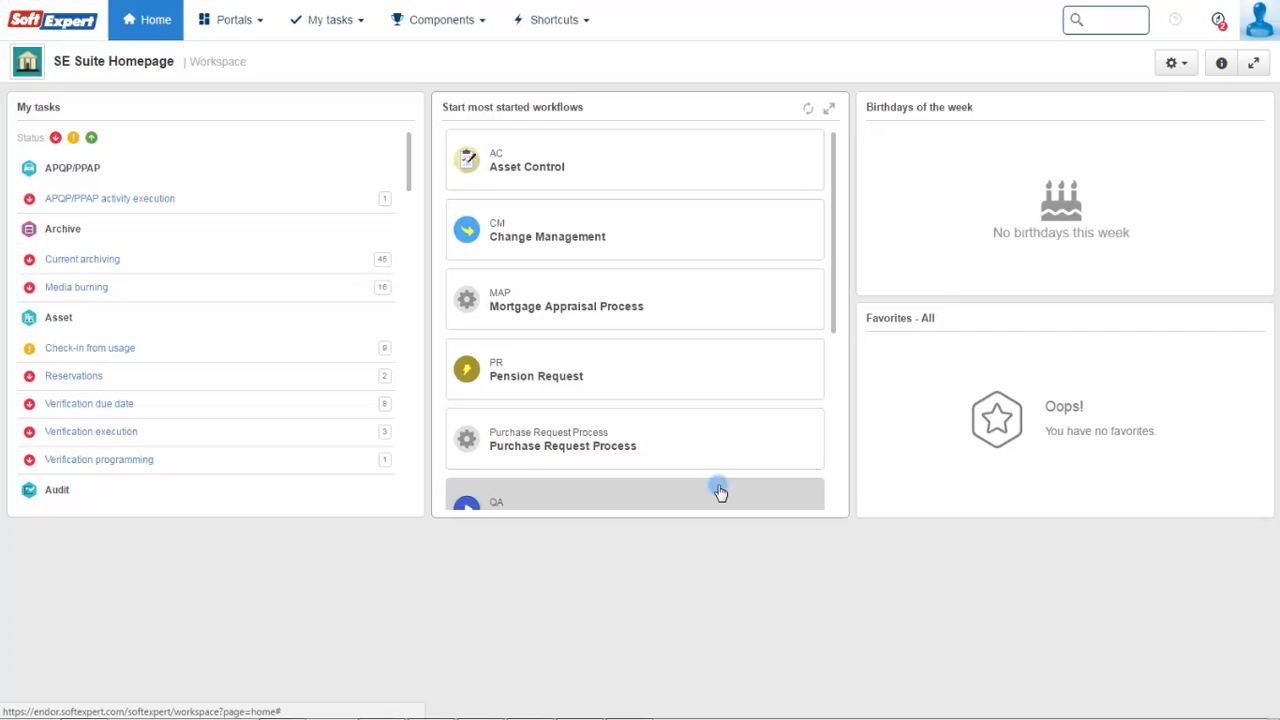 SoftExpert
Home
Portals
My tasks
Components
Shortcuts
2
SE Suite Homepage | Workspace
My tasks
Status:
APQP/PPAP
APQP/PPAP activity execution 1
Archive
Current archiving 45
Media burning 16
Asset
Check-in from usage 9
Reservations 2
Verification due date 8
Verification execution 3
Verification programming 1
Audit
Start most started workflows
AC
Asset Control
CM
Change Management
MAP
Mortgage Appraisal Process
PR
Pension Request
Purchase Request Process
Purchase Request Process
QA
Birthdays of the week
No birthdays this week
Favorites - All
Oops!
You have no favorites.
https://endor.softexpert.com/softexpert/workspace?page=home#